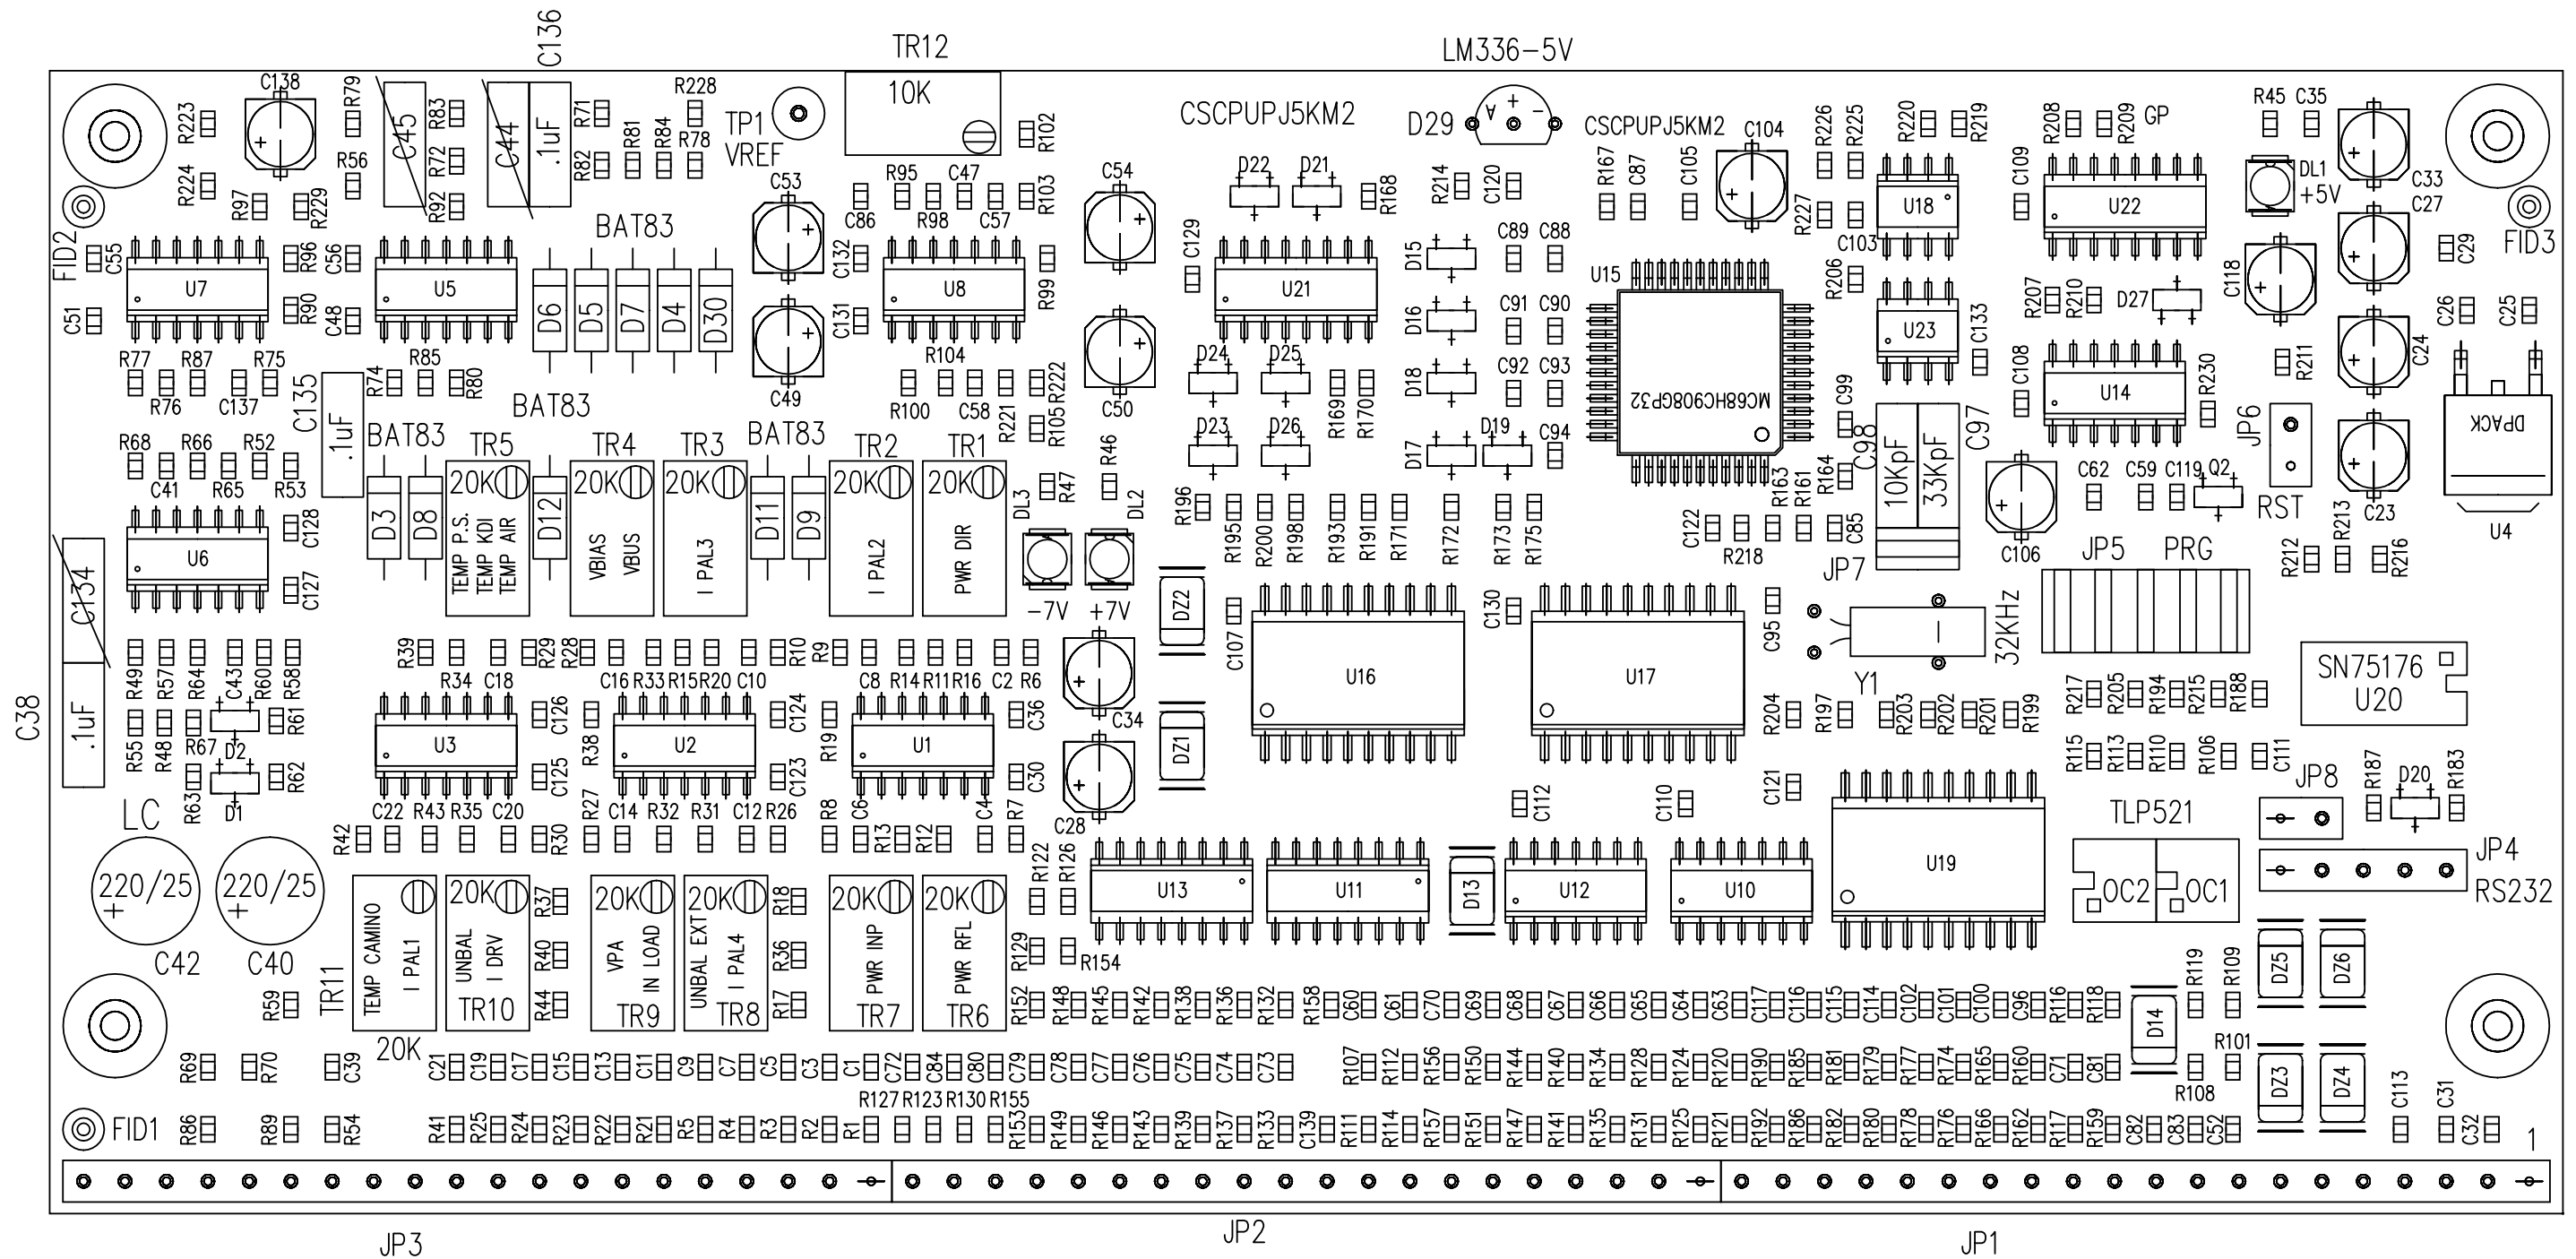 C136
TR12
LM336-5V
C138
R79
R223
C45
R83
C44
.1uF
R71
R228
R81
R84
R78
TP1
VREF
10K
R102
CSCPUPJ5KM2
D29
A + -
CSCPUPJ5KM2
C104
R226
R225
R220
R219
R208
R209
GP
R45
C35
R224
R97
R229
R56
R72
R92
R82
C53
C86
R95
R98
C47
C57
R103
C54
D22
D21
R168
R214
C120
R167
C87
C105
R227
C103
U18
C109
U22
DL1
+5V
C33
C27
FID2
C55
U7
R96
C56
U5
BAT83
C132
U8
R99
C129
U21
D15
C89
C88
U15
R206
C118
C29
FID3
C51
R90
C48
D6
D5
D7
D4
D30
C49
C131
C50
D16
C91
C90
U23
C133
R207
R210
D27
C24
C26
C25
R77
R87
R75
R76
C137
C135
.1uF
R74
R85
R80
R104
R100
C58
R221
R222
R105
D24
D25
R169
R170
D18
C92
C93
MC68HC908GP32
C99
C108
U14
R230
R211
DPACK
U4
BAT83
BAT83
BAT83
R68
R66
R52
C41
R65
R53
TR5
TR4
TR3
TR2
TR1
20K
20K
20K
20K
20K
R47
R46
D23
D26
D17
D19
C94
R163
R161
R164
C98
10KpF
33KpF
C97
C62
C59
C119
Q2
JP6
RST
C23
U6
C128
C127
D3
D8
TEMP P.S.
TEMP KDI
TEMP AIR
D12
VBIAS
VBUS
I PAL3
D11
D9
I PAL2
PWR DIR
DL3
DL2
-7V
+7V
R196
R195
R200
R198
R193
R191
R171
R172
R173
R175
C122
R218
C85
C106
JP7
JP5
PRG
R212
R213
R216
C134
C38
.1uF
R49
R57
R64
C43
R60
R58
R39
R34
C18
R29
R28
C16
R33
R15
R20
C10
R10
R9
C8
R14
R11
R16
C2
R6
DZ2
C107
U16
C130
U17
C95
Y1
32KHz
SN75176
U20
R55
R48
R67
D2
R61
U3
C126
R38
U2
C124
R19
U1
C36
C34
DZ1
R204
R197
R203
R202
R201
R199
R217
R205
R194
R215
R188
R63
D1
R62
C125
C123
C30
R115
R113
R110
R106
C111
LC
R42
C22
R43
R35
C20
R30
R27
C14
R32
R31
C12
R26
R8
C6
R13
R12
C4
R7
C28
C112
C110
C121
TLP521
JP8
R187
D20
R183
220/25
+
C42
220/25
+
C40
TEMP CAMINO
I PAL1
TR11
20K
20K
UNBAL
I DRV
TR10
R37
R40
R44
20K
VPA
IN LOAD
TR9
20K
UNBAL EXT
I PAL4
TR8
R18
R36
R17
20K
PWR INP
TR7
20K
PWR RFL
TR6
R122
R126
R129
R154
U13
U11
D13
U12
U10
U19
OC2
OC1
JP4
RS232
R59
R152
R148
R145
R142
R138
R136
R132
R158
C60
C61
C70
C69
C68
C67
C66
C65
C64
C63
C117
C116
C115
C114
C102
C101
C100
C96
R116
R118
D14
R119
R109
DZ5
DZ6
R69
R70
C39
C21
C19
C17
C15
C13
C11
C9
C7
C5
C3
C1
C72
C84
C80
C79
C78
C77
C76
C75
C74
C73
R107
R112
R156
R150
R144
R140
R134
R128
R124
R120
R190
R185
R181
R179
R177
R174
R165
R160
C71
C81
R101
R108
DZ3
DZ4
FID1
R86
R89
R54
R41
R25
R24
R23
R22
R21
R5
R4
R3
R2
R1
R127
R123
R130
R155
R153
R149
R146
R143
R139
R137
R133
C139
R111
R114
R157
R151
R147
R141
R135
R131
R125
R121
R192
R186
R182
R180
R178
R176
R166
R162
R117
R159
C82
C83
C52
C113
C31
C32
1
JP3
JP2
JP1